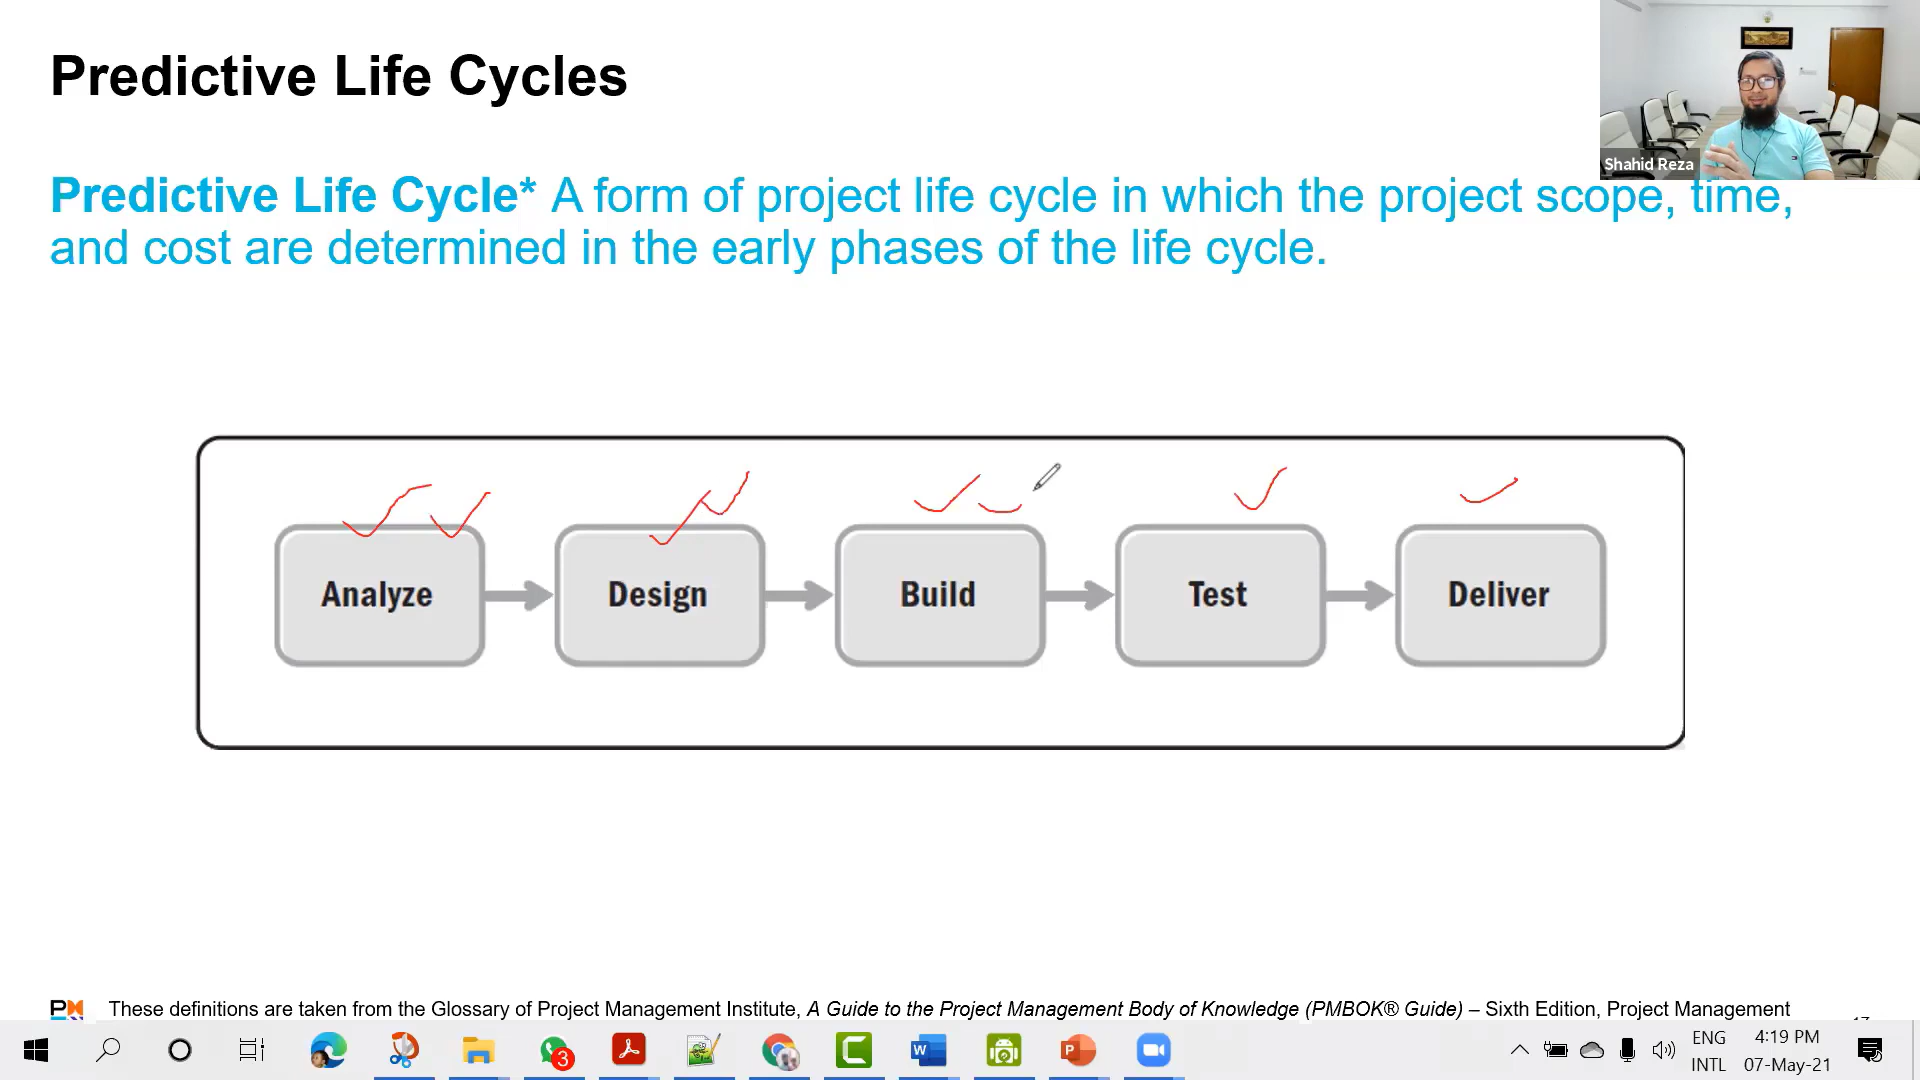 Predictive Life Cycles
Shahid Reza
Predictive Life Cycle* A form of project life cycle in which the project scope, time,
and cost are determined in the early phases of the life cycle.
Analyze
Design
Build
Test
Deliver
These definitions are taken from the Glossary of Project Management Institute, A Guide to the Project Management Body of Knowledge (PMBOK® Guide) – Sixth Edition, Project Management
3
W
P
ENG
INTL
4:19 PM
07-May-21